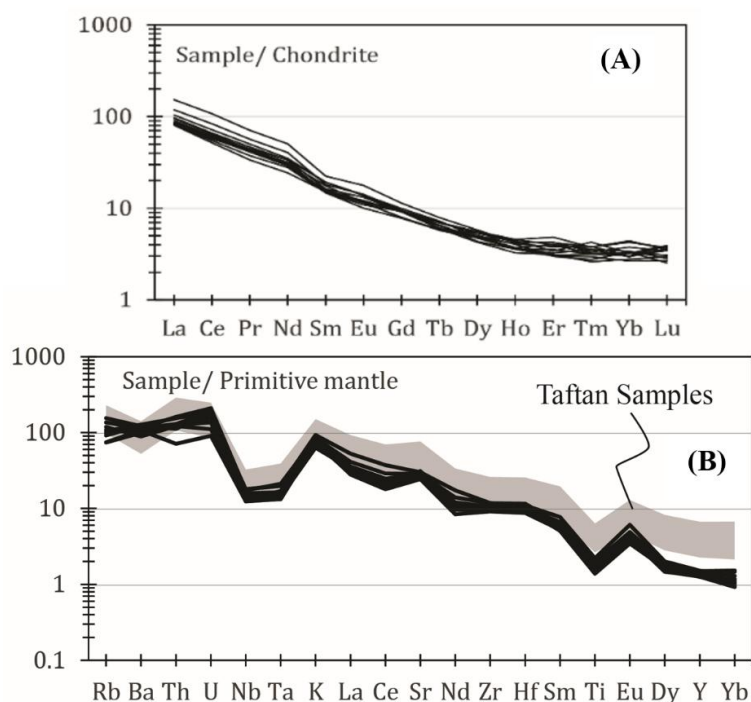 1000
Sample/ Chondrite
(A)
100
10
1
La Ce Pr Nd Sm Eu Gd Tb Dy Ho Er Tm Yb Lu
1000
Sample/ Primitive mantle
Taftan Samples
100
(B)
10
1
0.1
Rb Ba Th U Nb Ta K La Ce Sr Nd Zr Hf Sm Ti Eu Dy Y Yb